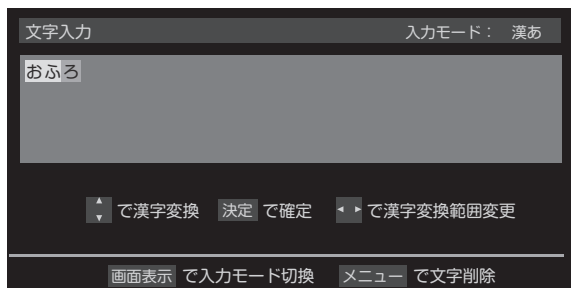 文字入力 入力モード： 漢あ
おふろ
で漢字変換 決定 で確定 で漢字変換範囲変更
画面表示 で入力モード切換 メニュー で文字削除